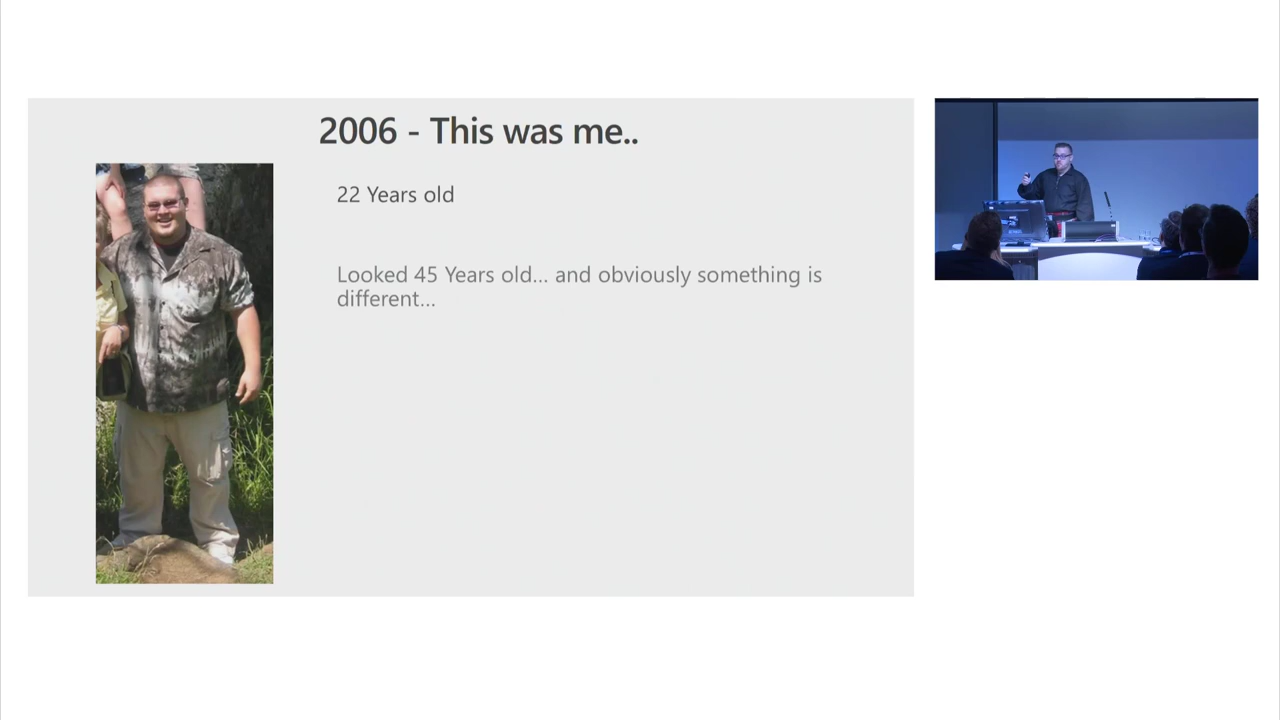 2006 - This was me..
22 Years old
Looked 45 Years old... and obviously something is
different...